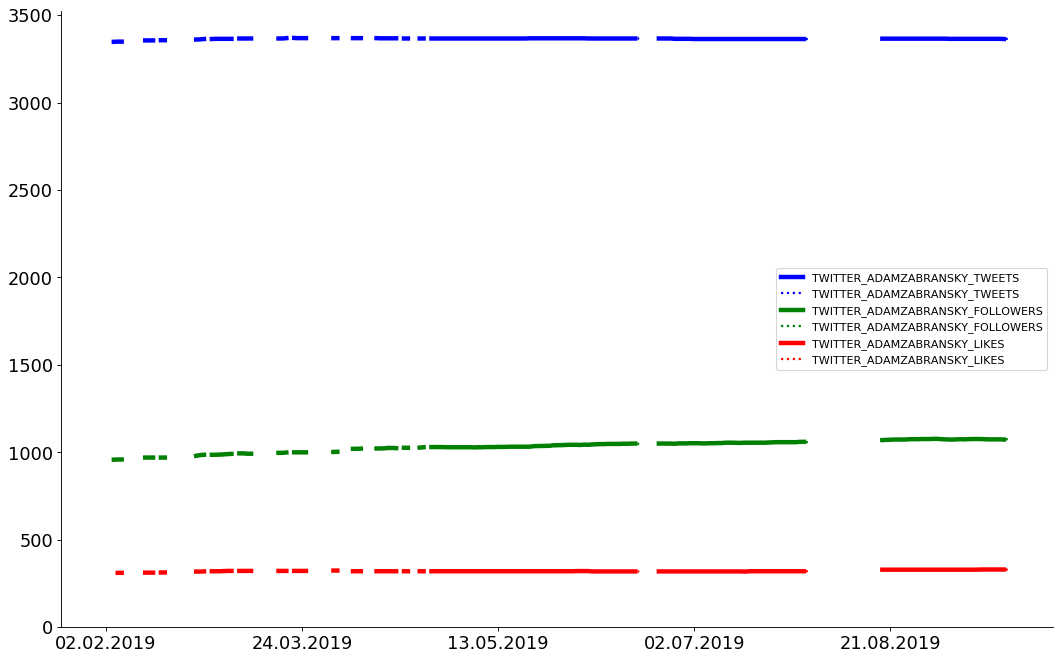 3500
3000
2500
2000
1500
1000
500
0
TWITTER_ADAMZABRANSKY_TWEETS
TWITTER_ADAMZABRANSKY_TWEETS
TWITTER_ADAMZABRANSKY_FOLLOWERS
TWITTER_ADAMZABRANSKY_FOLLOWERS
TWITTER_ADAMZABRANSKY_LIKES
TWITTER_ADAMZABRANSKY_LIKES
02.02.2019 24.03.2019 13.05.2019 02.07.2019 21.08.2019